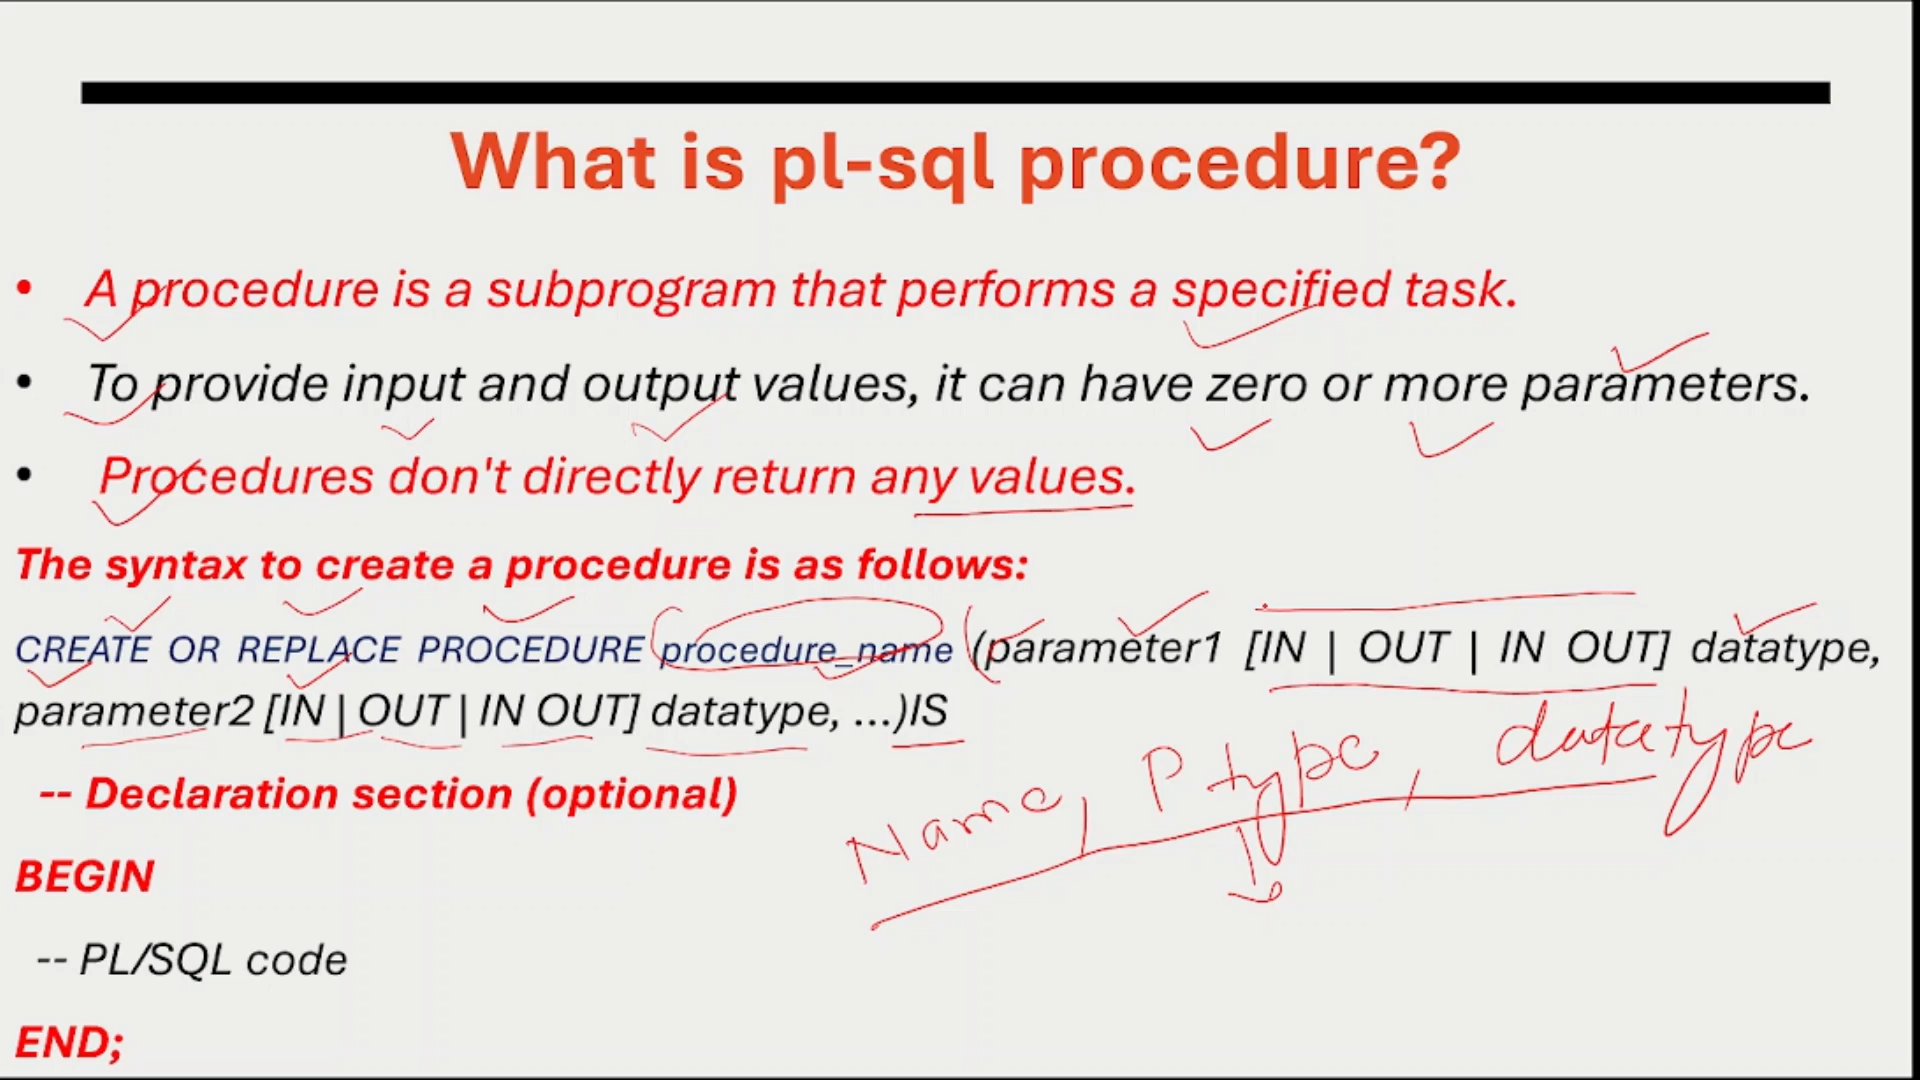 What is pl-sql procedure?
• A procedure is a subprogram that performs a specified task.
• To provide input and output values, it can have zero or more parameters.
• Procedures don't directly return any values.
The syntax to create a procedure is as follows:
CREATE OR REPLACE PROCEDURE procedure_name (parameter1 [IN | OUT | IN OUT] datatype,
parameter2 [IN | OUT | IN OUT] datatype, ...)IS
Name, P type, datatype
-- Declaration section (optional)
BEGIN
-- PL/SQL code
END;